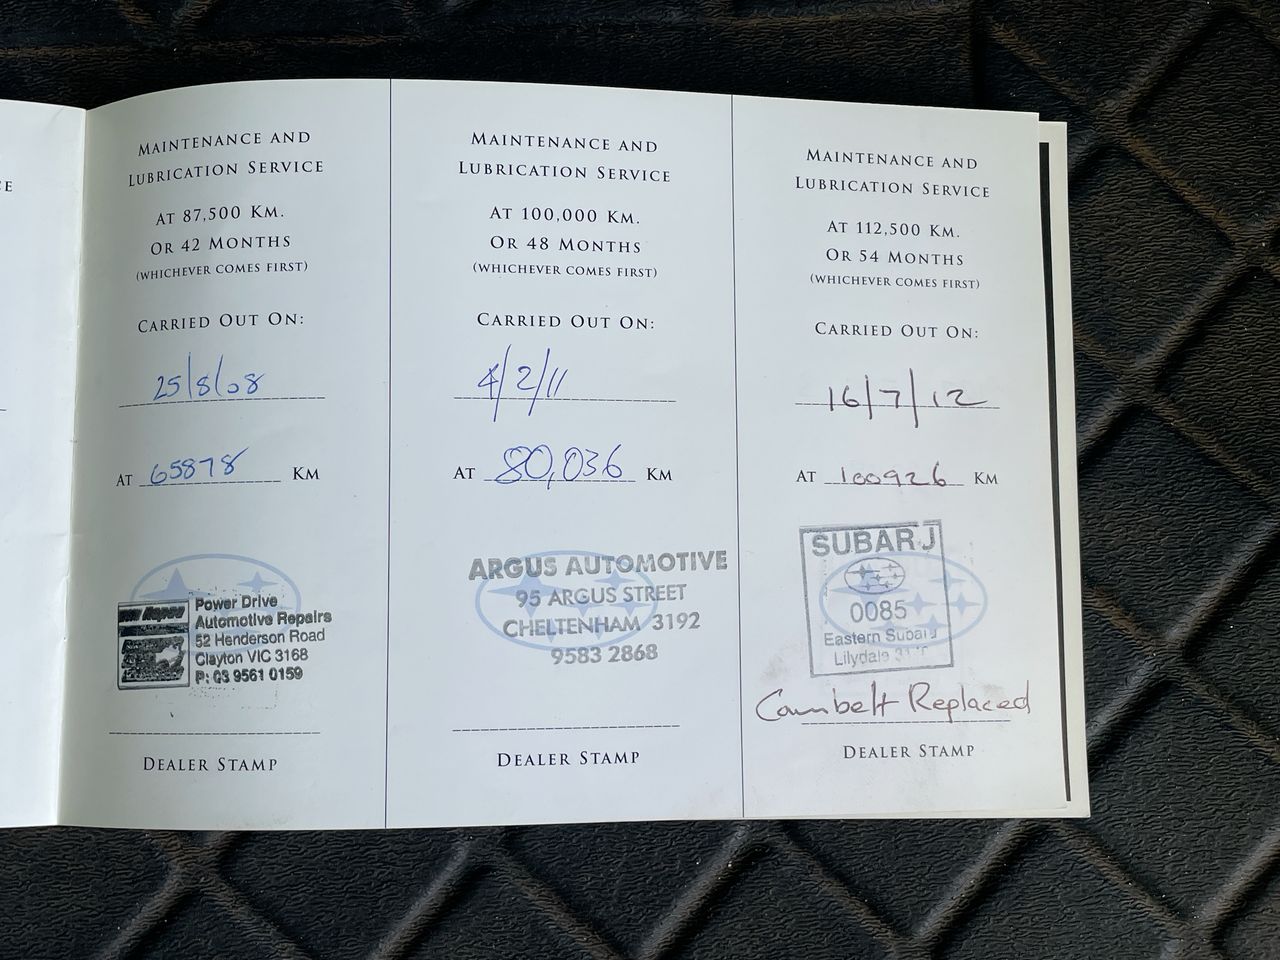 E
MAINTENANCE AND
LUBRICATION SERVICE
AT 87,500 KM.
OR 42 MONTHS
(WHICHEVER COMES FIRST)
CARRIED OUT ON:
25/8/08
AT 65878 KM
Power Drive
Automotive Repairs
52 Henderson Road
Clayton VIC 3168
P: 03 9561 0159
DEALER STAMP
MAINTENANCE AND
LUBRICATION SERVICE
AT 100,000 KM.
OR 48 MONTHS
(WHICHEVER COMES FIRST)
CARRIED OUT ON:
4/2/11
AT 80,036 KM
ARGUS AUTOMOTIVE
95 ARGUS STREET
CHELTENHAM 3192
9583 2868
DEALER STAMP
MAINTENANCE AND
LUBRICATION SERVICE
AT 112,500 KM.
OR 54 MONTHS
(WHICHEVER COMES FIRST)
CARRIED OUT ON:
16/7/12
AT 100926 KM
SUBARU
0085
Eastern Subaru
Lilydale
Cambelt Replaced
DEALER STAMP